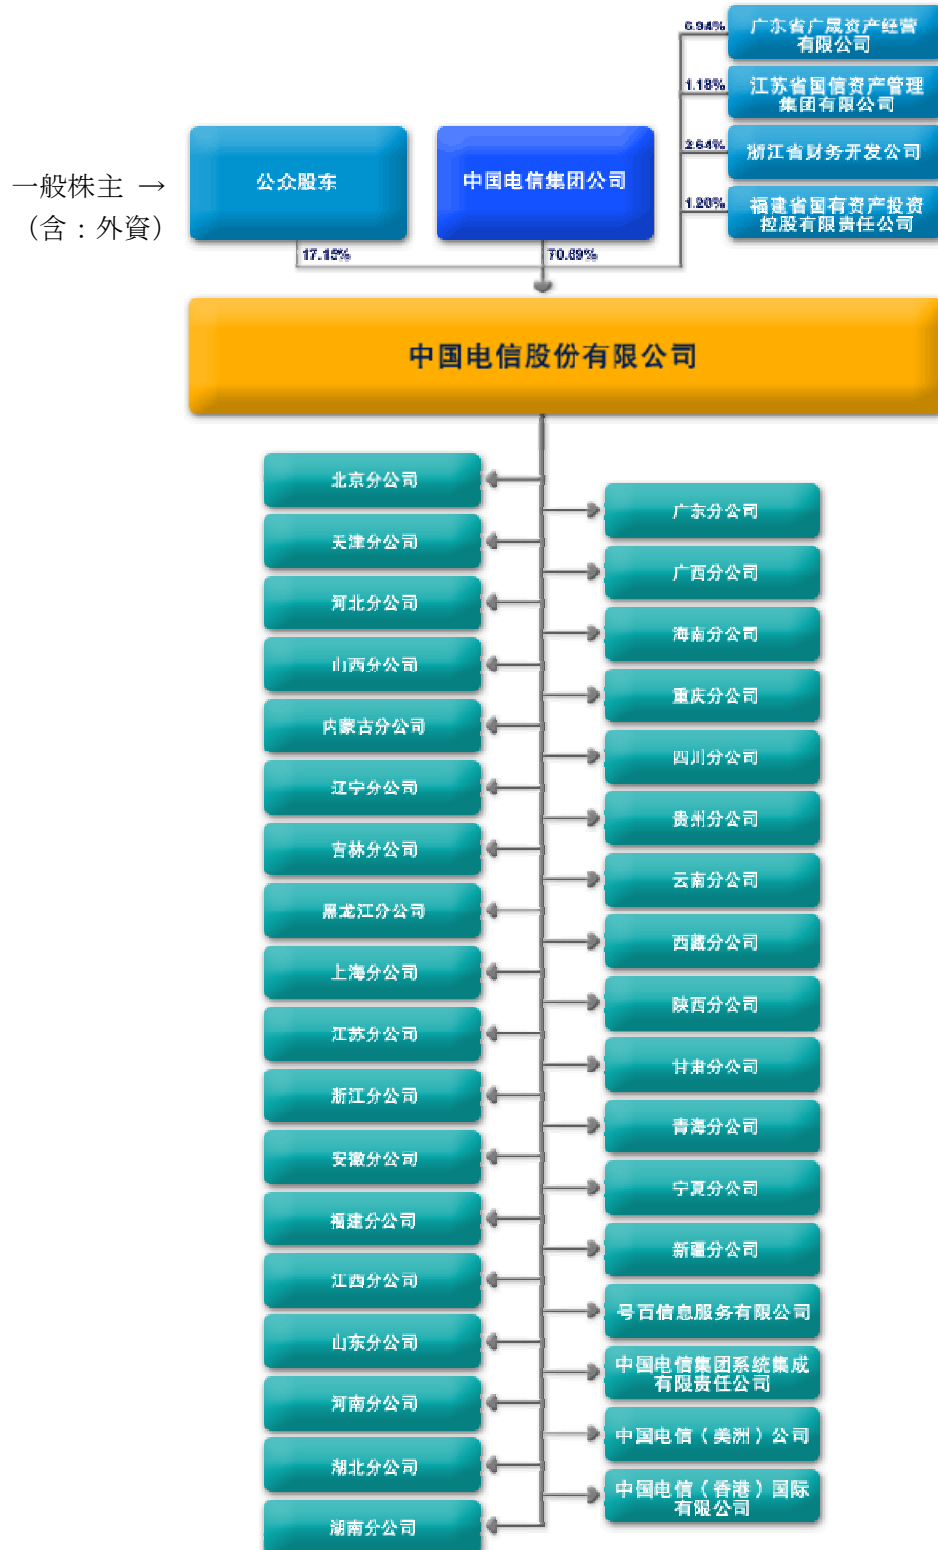 6.94%
广东省广晟资产经营
有限公司
1.18%
江苏省国信资产管理
集团有限公司
2.64%
浙江省财务开发公司
1.20%
福建省国有资产投资
控股有限责任公司
一般株主 →
（含：外資）
公众股东
中国电信集团公司
17.15%
70.89%
中国电信股份有限公司
北京分公司
天津分公司
河北分公司
山西分公司
内蒙古分公司
辽宁分公司
吉林分公司
黑龙江分公司
上海分公司
江苏分公司
浙江分公司
安徽分公司
福建分公司
江西分公司
山东分公司
河南分公司
湖北分公司
湖南分公司
广东分公司
广西分公司
海南分公司
重庆分公司
四川分公司
贵州分公司
云南分公司
西藏分公司
陕西分公司
甘肃分公司
青海分公司
宁夏分公司
新疆分公司
号百信息服务有限公司
中国电信集团系统集成
有限责任公司
中国电信（美洲）公司
中国电信（香港）国际
有限公司